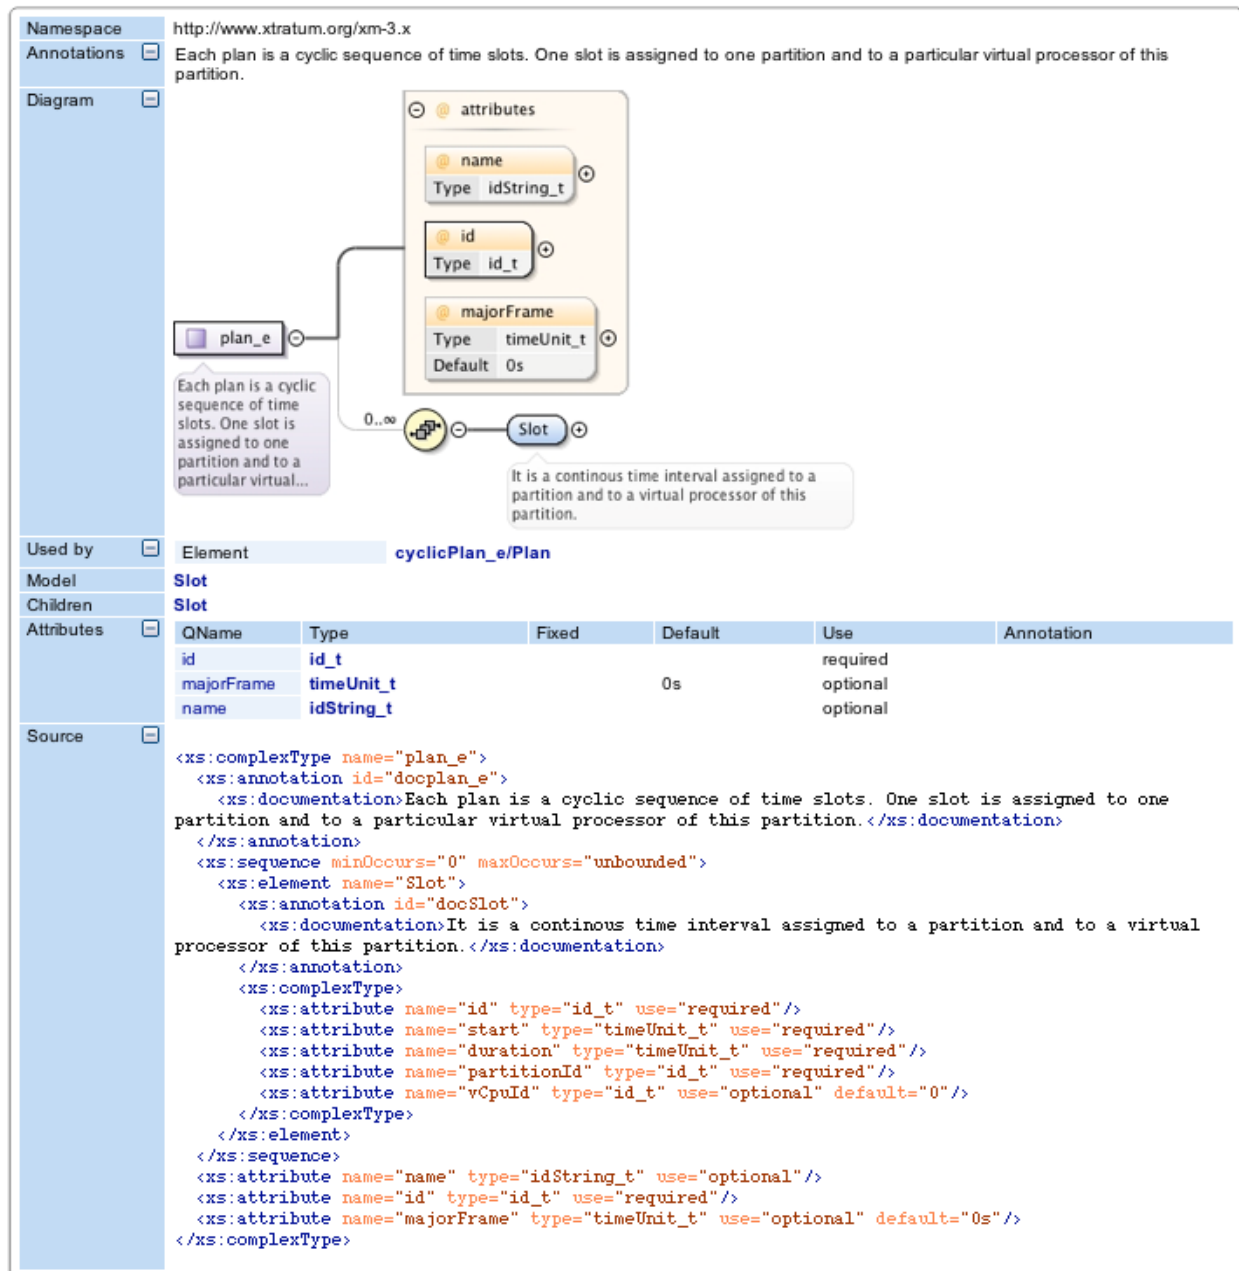 Namespace http://www.xtratum.org/xm-3.x
Annotations Each plan is a cyclic sequence of time slots. One slot is assigned to one partition and to a particular virtual processor of this
partition.
Diagram
@ attributes
@ name
Type idString_t
@ id
Type id_t
@ majorFrame
Type timeUnit_t
Default 0s
plan_e
Each plan is a cyclic
sequence of time
slots. One slot is
assigned to one
partition and to a
particular virtual...
0..∞
Slot
It is a continous time interval assigned to a
partition and to a virtual processor of this
partition.
Used by Element cyclicPlan_e/Plan
Model Slot
Children Slot
Attributes QName Type Fixed Default Use Annotation
id id_t required
majorFrame timeUnit_t 0s optional
name idString_t optional
Source
<xs:complexType name="plan_e">
<xs:annotation id="docplan_e">
<xs:documentation>Each plan is a cyclic sequence of time slots. One slot is assigned to one
partition and to a particular virtual processor of this partition.</xs:documentation>
</xs:annotation>
<xs:sequence minOccurs="0" maxOccurs="unbounded">
<xs:element name="Slot">
<xs:annotation id="docSlot">
<xs:documentation>It is a continous time interval assigned to a partition and to a virtual
processor of this partition.</xs:documentation>
</xs:annotation>
<xs:complexType>
<xs:attribute name="id" type="id_t" use="required"/>
<xs:attribute name="start" type="timeUnit_t" use="required"/>
<xs:attribute name="duration" type="timeUnit_t" use="required"/>
<xs:attribute name="partitionId" type="id_t" use="required"/>
<xs:attribute name="vCpuId" type="id_t" use="optional" default="0"/>
</xs:complexType>
</xs:element>
</xs:sequence>
<xs:attribute name="name" type="idString_t" use="optional"/>
<xs:attribute name="id" type="id_t" use="required"/>
<xs:attribute name="majorFrame" type="timeUnit_t" use="optional" default="0s"/>
</xs:complexType>